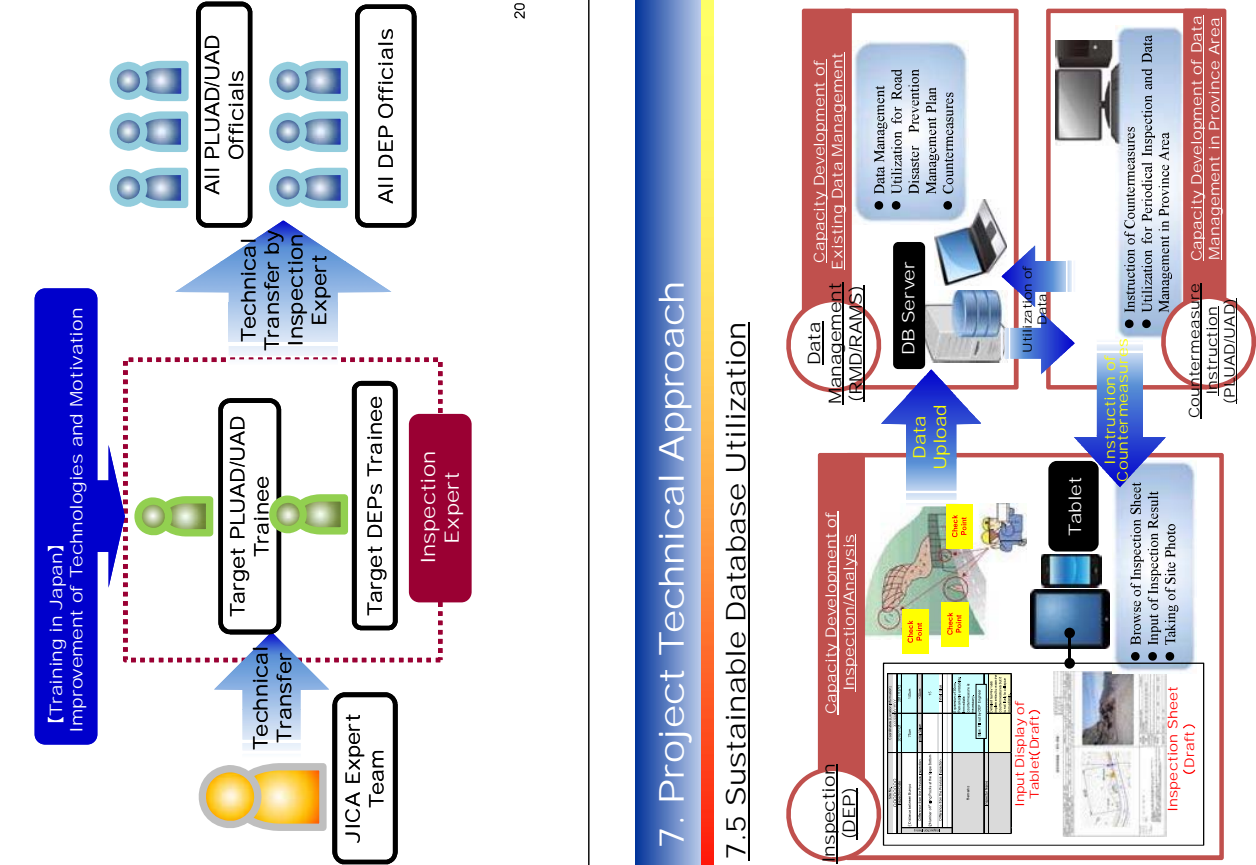 【Training in Japan】
Improvement of Technologies and Motivation
JICA Expert
Team
Technical
Transfer
Target PLUAD/UAD
Trainee
Target DEPs Trainee
Inspection
Expert
Technical
Transfer by
Inspection
Expert
All PLUAD/UAD
Officials
All DEP Officials
20
7. Project Technical Approach
7.5 Sustainable Database Utilization
Inspection
(DEP)
Capacity Development of
Inspection/Analysis
Check
Point
Check
Point
Check
Point
Input Display of
Tablet(Draft)
Inspection Sheet
(Draft)
Tablet
● Browse of Inspection Sheet
● Input of Inspection Result
● Taking of Site Photo
Data
Upload
Instruction of
Countermeasures
Data
Management
(RMD/RAMS)
Capacity Development of
Existing Data Management
DB Server
● Data Management
● Utilization for Road
Disaster Prevention
Management Plan
● Countermeasures
Utilization of
Data
Countermeasure
Instruction
(PLUAD/UAD)
● Instruction of Countermeasures
● Utilization for Periodical Inspection and Data
Management in Province Area
Capacity Development of Data
Management in Province Area